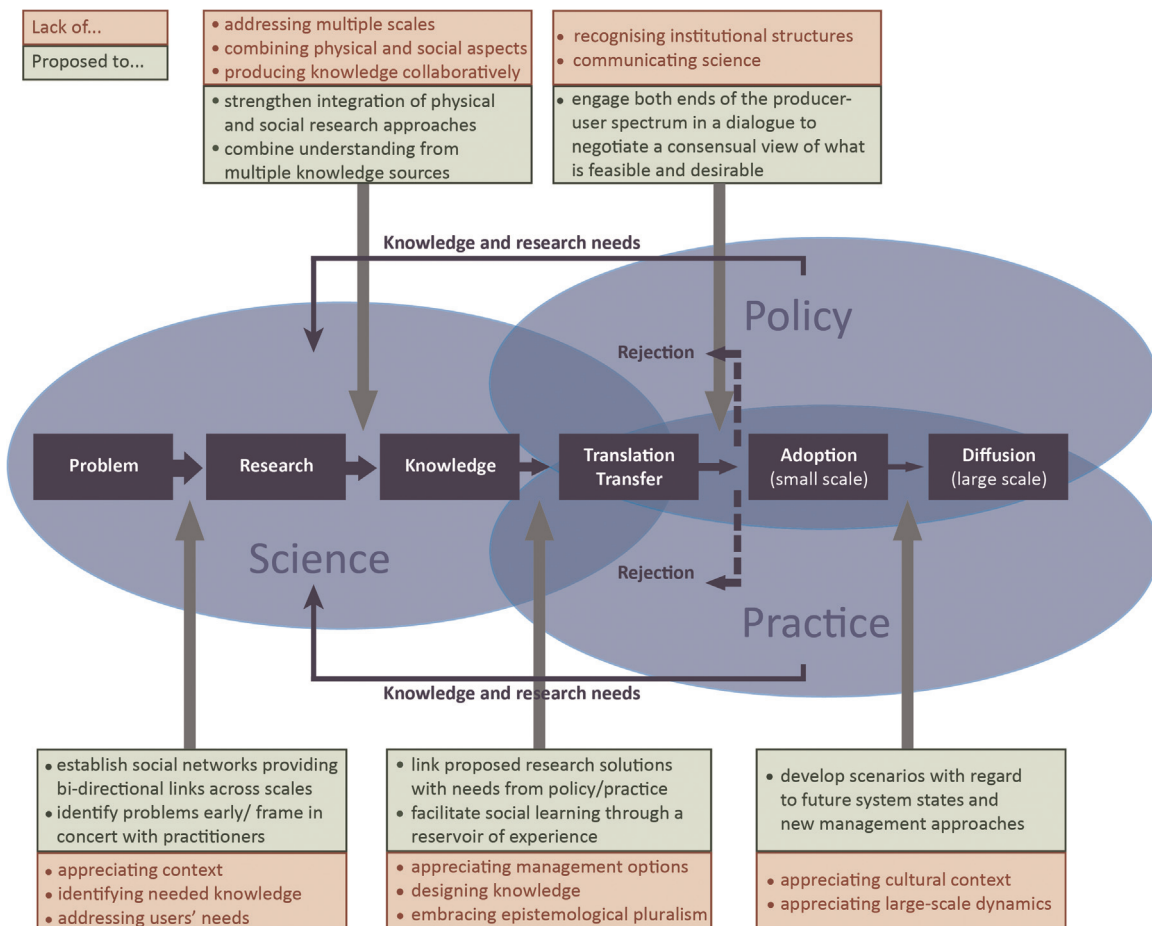 Lack of...
Proposed to...
• addressing multiple scales
• combining physical and social aspects
• producing knowledge collaboratively
• strengthen integration of physical
and social research approaches
• combine understanding from
multiple knowledge sources
• recognising institutional structures
• communicating science
• engage both ends of the producer-
user spectrum in a dialogue to
negotiate a consensual view of what
is feasible and desirable
Knowledge and research needs
Policy
Rejection
Problem
Research
Knowledge
Translation
Transfer
Adoption
(small scale)
Diffusion
(large scale)
Science
Rejection
Practice
Knowledge and research needs
• establish social networks providing
bi-directional links across scales
• identify problems early/ frame in
concert with practitioners
• appreciating context
• identifying needed knowledge
• addressing users' needs
• link proposed research solutions
with needs from policy/practice
• facilitate social learning through a
reservoir of experience
• appreciating management options
• designing knowledge
• embracing epistemological pluralism
• develop scenarios with regard
to future system states and
new management approaches
• appreciating cultural context
• appreciating large-scale dynamics